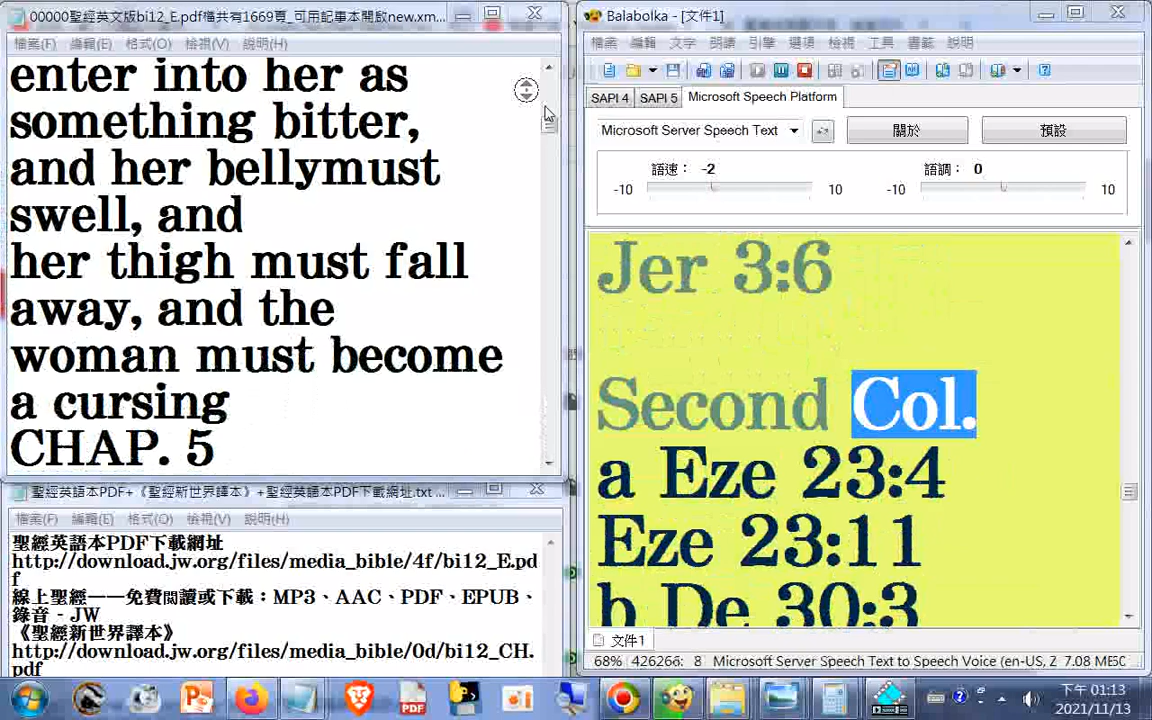 00000聖經英文版bi12_E.pdf檔共有1669頁_可用記事本開啟new.xm...
檔案(F) 編輯(E) 格式(O) 檢視(V) 說明(H)
enter into her as
something bitter,
and her bellymust
swell, and
her thigh must fall
away, and the
woman must become
a cursing
CHAP. 5
聖經英語本PDF+《聖經新世界譯本》+聖經英語本PDF下載網址.txt ...
檔案(F) 編輯(E) 格式(O) 檢視(V) 說明(H)
聖經英語本PDF下載網址
http://download.jw.org/files/media_bible/4f/bi12_E.pd
f
線上聖經——免費閱讀或下載：MP3、AAC、PDF、EPUB、
錄音 - JW
《聖經新世界譯本》
http://download.jw.org/files/media_bible/0d/bi12_CH.
pdf
Balabolka - [文件1]
檔案 編輯 文字 朗讀 引擎 選項 檢視 工具 書籤 說明
SAPI 4 SAPI 5 Microsoft Speech Platform
Microsoft Server Speech Text 關於 預設
語速： -2 語調： 0
-10 10 -10 10
Jer 3:6
Second Col.
a Eze 23:4
Eze 23:11
b De 30:3
文件1
68% 426266: 8 Microsoft Server Speech Text to Speech Voice (en-US, Z 7.08 ME
下午 01:13
2021/11/13